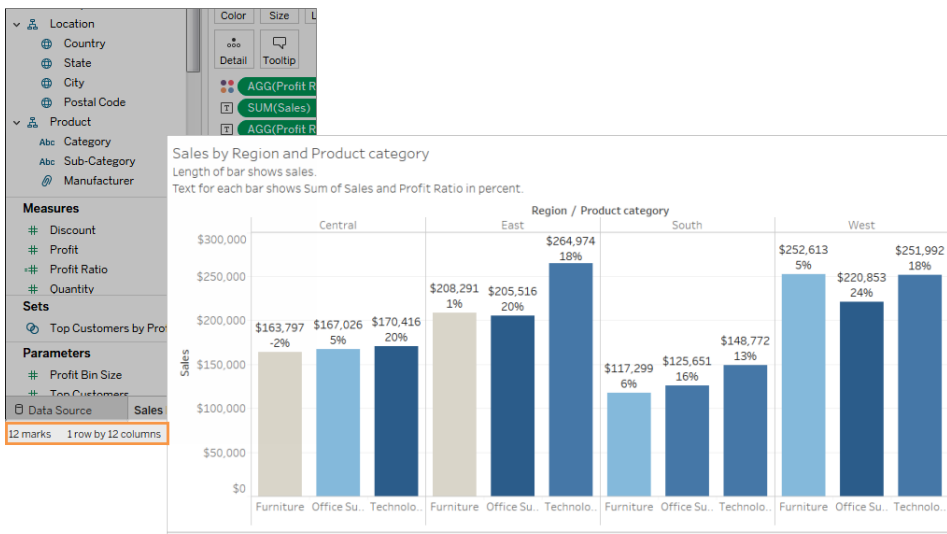 Location
Country
State
City
Postal Code
Product
Abc Category
Abc Sub-Category
Manufacturer
Measures
# Discount
# Profit
=# Profit Ratio
# Quantity
Sets
Top Customers by Prof
Parameters
# Profit Bin Size
# Top Customers
Data Source Sales
12 marks 1 row by 12 columns
Color Size L
Detail Tooltip
AGG(Profit R
T SUM(Sales)
T AGG(Profit R
Sales by Region and Product category
Length of bar shows sales.
Text for each bar shows Sum of Sales and Profit Ratio in percent.
Region / Product category
Central East South West
Sales
$300,000
$250,000
$200,000
$150,000
$100,000
$50,000
$0
$163,797
-2%
$167,026
5%
$170,416
20%
$208,291
1%
$205,516
20%
$264,974
18%
$117,299
6%
$125,651
16%
$148,772
13%
$252,613
5%
$220,853
24%
$251,992
18%
Furniture Office Su.. Technolo.. Furniture Office Su.. Technolo.. Furniture Office Su.. Technolo.. Furniture Office Su.. Technolo..